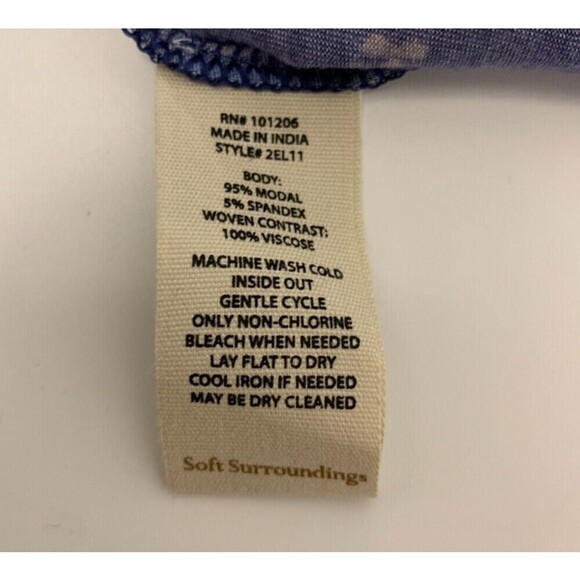 RN# 101206
MADE IN INDIA
STYLE# 2EL11
BODY:
95% MODAL
5% SPANDEX
WOVEN CONTRAST:
100% VISCOSE
MACHINE WASH COLD
INSIDE OUT
GENTLE CYCLE
ONLY NON-CHLORINE
BLEACH WHEN NEEDED
LAY FLAT TO DRY
COOL IRON IF NEEDED
MAY BE DRY CLEANED
Soft Surroundings